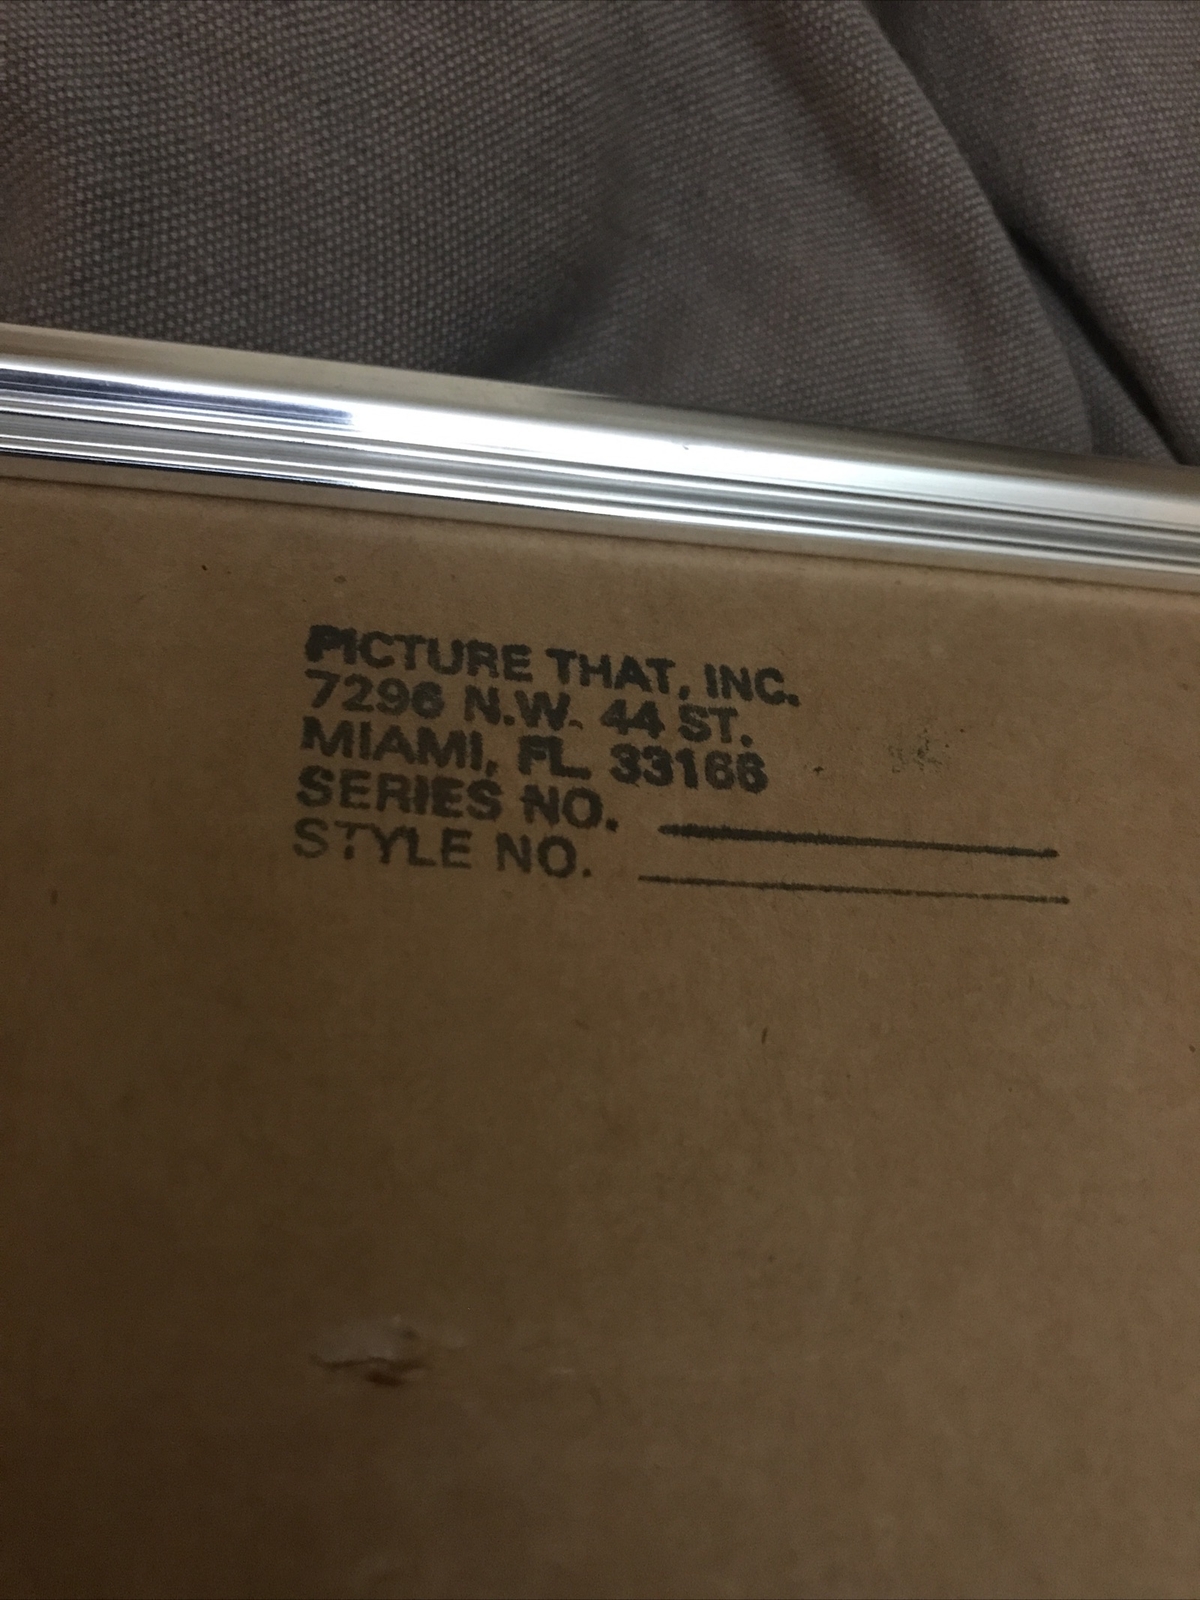 PICTURE THAT, INC.
7296 N.W. 44 ST.
MIAMI, FL. 33166
SERIES NO.
STYLE NO.